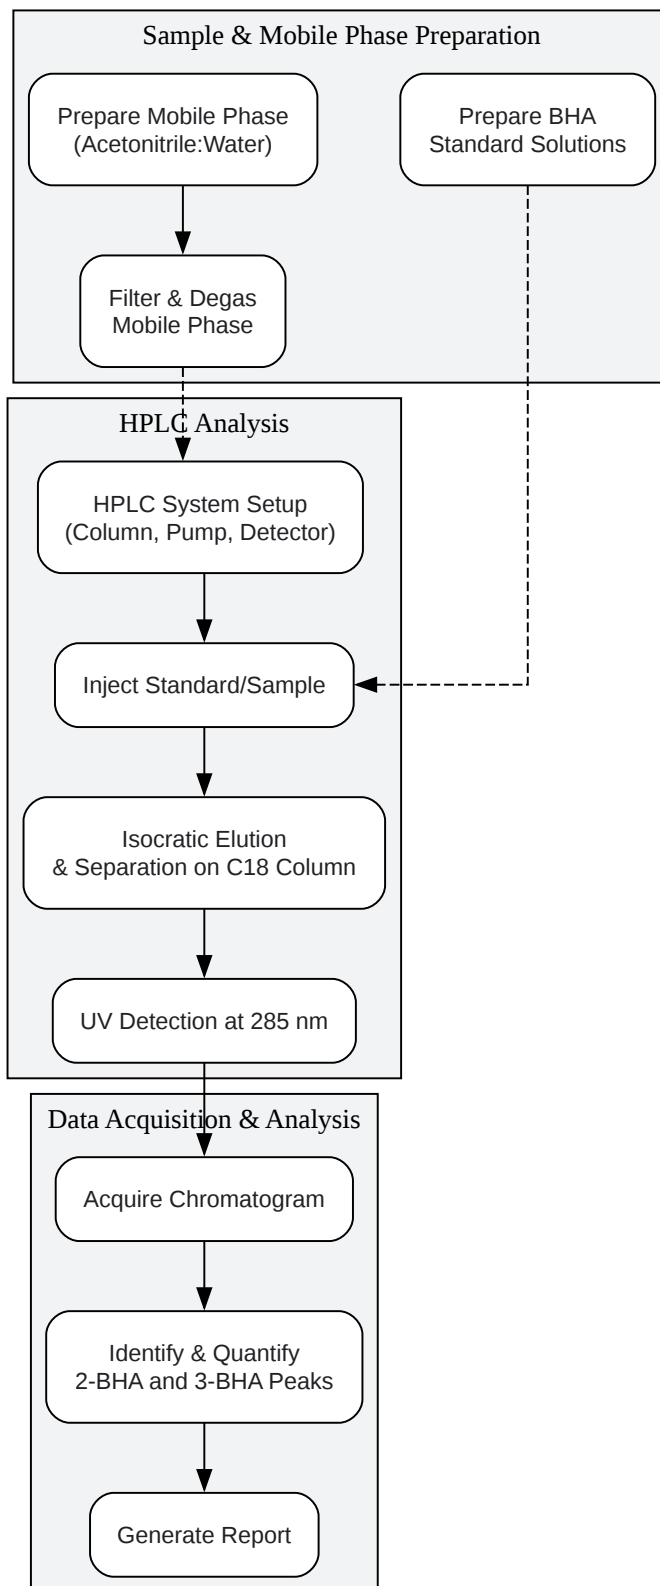 Sample & Mobile Phase Preparation
Prepare Mobile Phase
(Acetonitrile:Water)
Prepare BHA
Standard Solutions
Filter & Degas
Mobile Phase
HPLC Analysis
HPLC System Setup
(Column, Pump, Detector)
Inject Standard/Sample
Isocratic Elution
& Separation on C18 Column
UV Detection at 285 nm
Data Acquisition & Analysis
Acquire Chromatogram
Identify & Quantify
2-BHA and 3-BHA Peaks
Generate Report